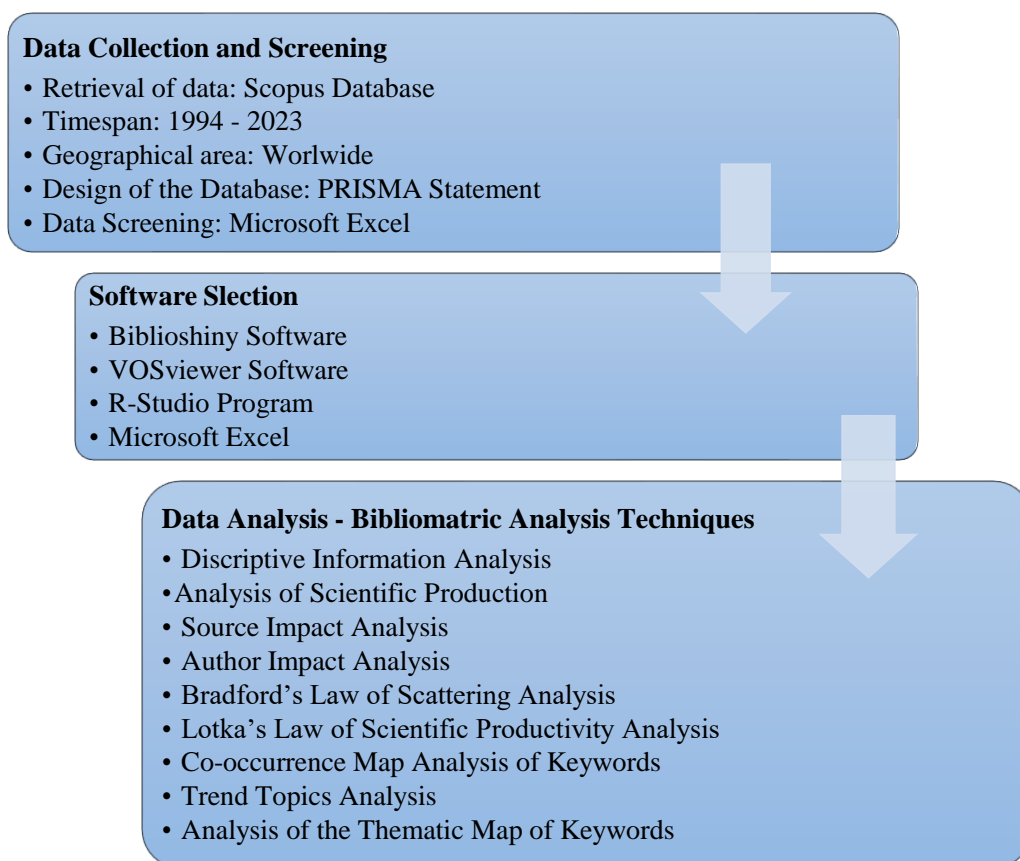 Data Collection and Screening
• Retrieval of data: Scopus Database
• Timespan: 1994 - 2023
• Geographical area: Worlwide
• Design of the Database: PRISMA Statement
• Data Screening: Microsoft Excel
Software Slection
• Biblioshiny Software
• VOSviewer Software
• R-Studio Program
• Microsoft Excel
Data Analysis - Bibliomatric Analysis Techniques
• Discriptive Information Analysis
•Analysis of Scientific Production
• Source Impact Analysis
• Author Impact Analysis
• Bradford’s Law of Scattering Analysis
• Lotka’s Law of Scientific Productivity Analysis
• Co-occurrence Map Analysis of Keywords
• Trend Topics Analysis
• Analysis of the Thematic Map of Keywords